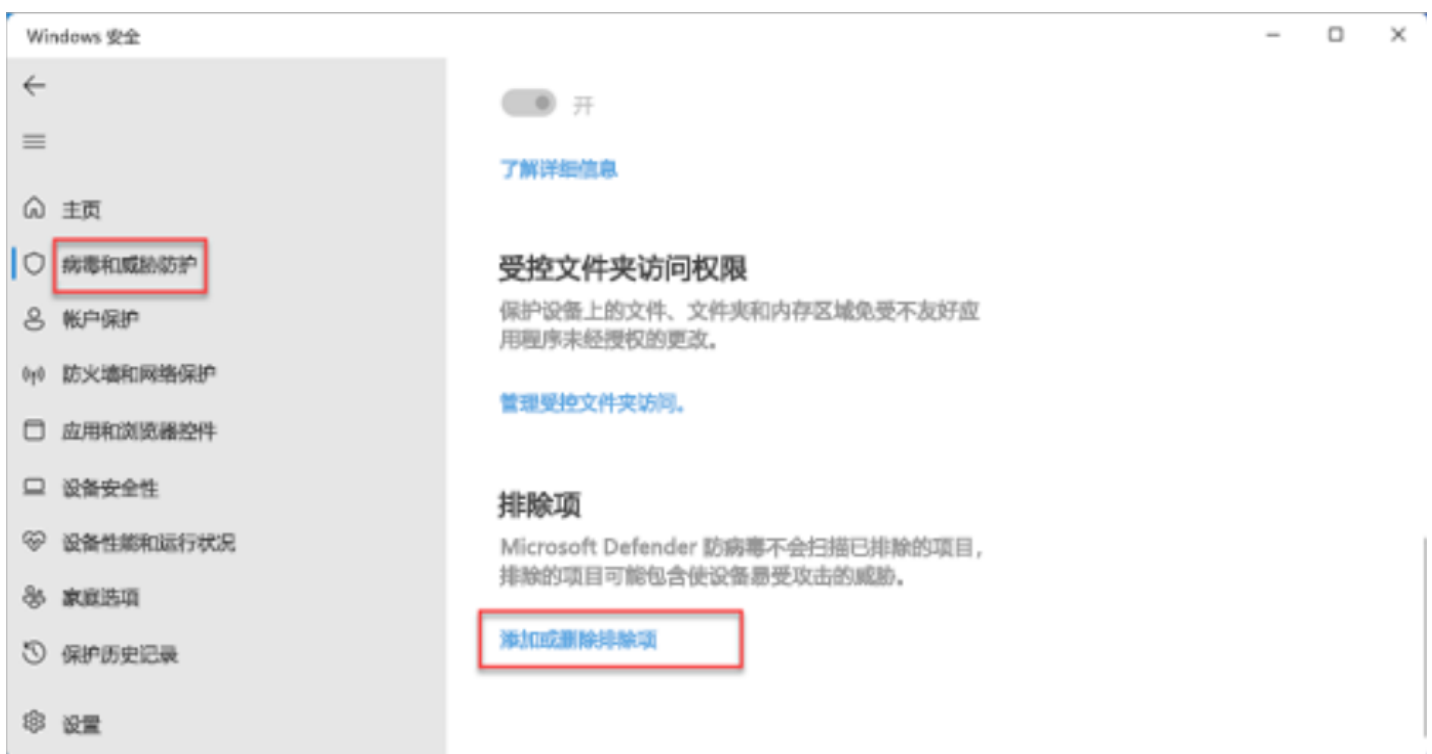 Windows 安全
开
了解详细信息
主页
病毒和威胁防护
帐户保护
防火墙和网络保护
应用和浏览器控件
设备安全性
设备性能和运行状况
家庭选项
保护历史记录
设置
受控文件夹访问权限
保护设备上的文件、文件夹和内存区域免受不友好应
用程序未经授权的更改。
管理受控文件夹访问。
排除项
Microsoft Defender 防病毒不会扫描已排除的项目，
排除的项目可能包含使设备易受攻击的威胁。
添加或删除排除项